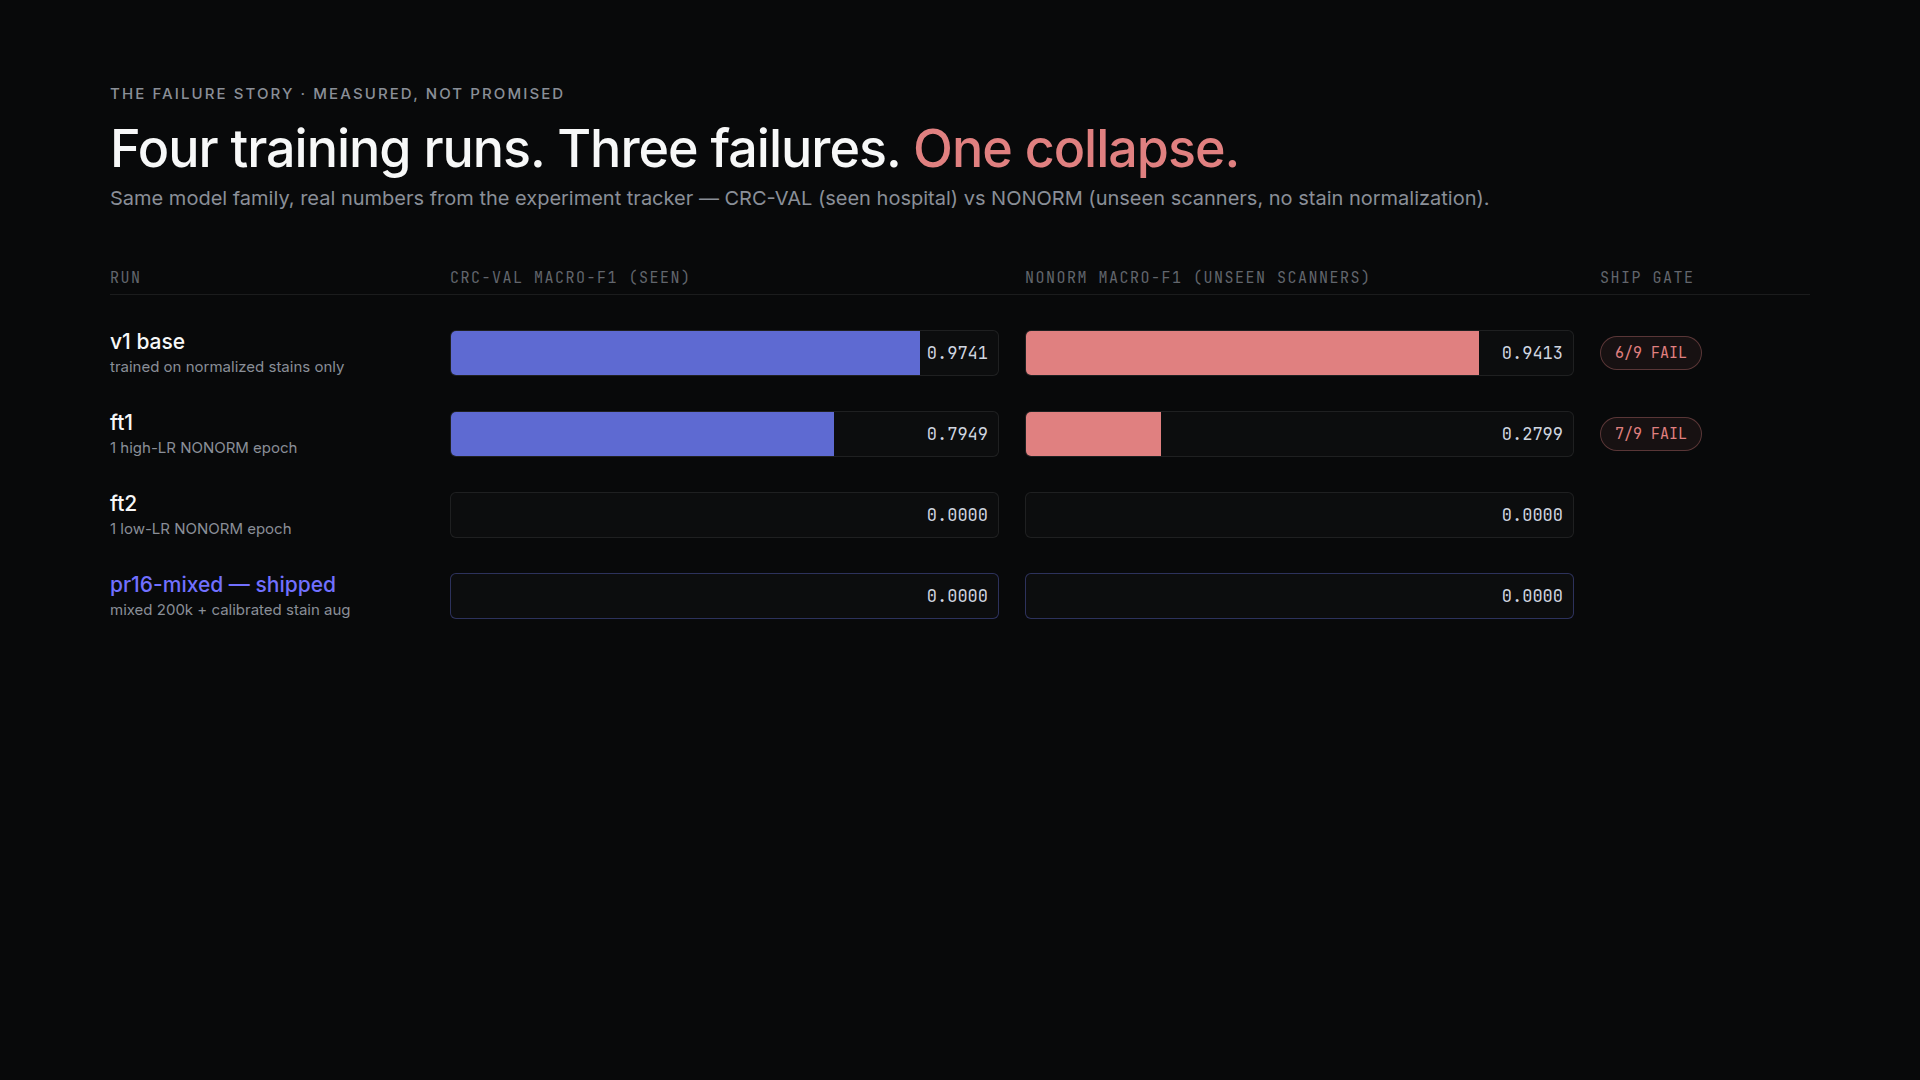 THE FAILURE STORY · MEASURED, NOT PROMISED
Four training runs. Three failures. One collapse.
Same model family, real numbers from the experiment tracker — CRC-VAL (seen hospital) vs NONORM (unseen scanners, no stain normalization).
RUN CRC-VAL MACRO-F1 (SEEN) NONORM MACRO-F1 (UNSEEN SCANNERS) SHIP GATE
v1 base
trained on normalized stains only
0.9741 0.9413 6/9 FAIL
ft1
1 high-LR NONORM epoch
0.7949 0.2799 7/9 FAIL
ft2
1 low-LR NONORM epoch
0.0000 0.0000
pr16-mixed — shipped
mixed 200k + calibrated stain aug
0.0000 0.0000